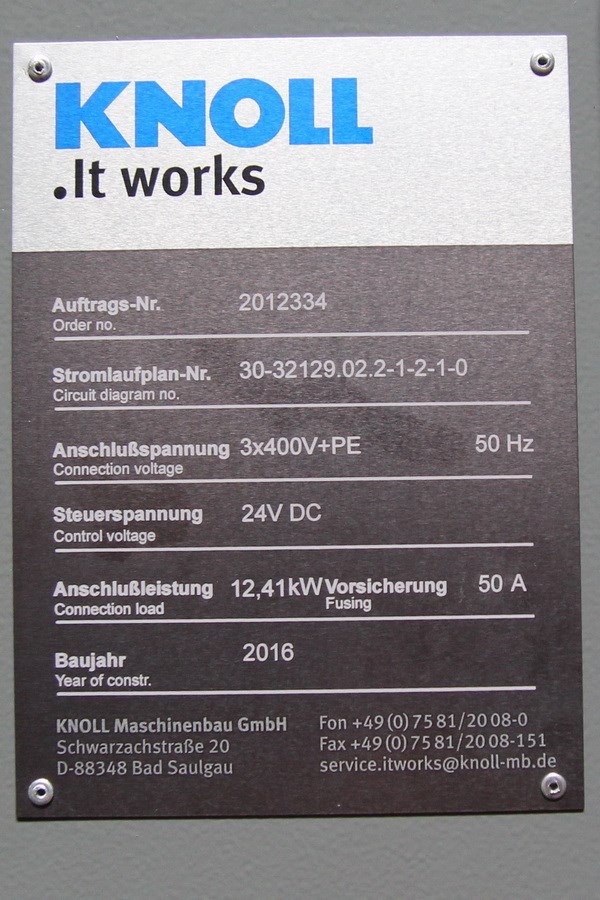 KNOLL
.It works
Auftrags-Nr. 2012334
Order no.
Stromlaufplan-Nr. 30-32129.02.2-1-2-1-0
Circuit diagram no.
Anschlußspannung 3x400V+PE 50 Hz
Connection voltage
Steuerspannung 24V DC
Control voltage
Anschlußleistung 12,41kW Vorsicherung 50 A
Connection load Fusing
Baujahr 2016
Year of constr.
KNOLL Maschinenbau GmbH Fon +49 (0) 75 81/20 08-0
Schwarzachstraße 20 Fax +49 (0) 75 81/20 08-151
D-88348 Bad Saulgau service.itworks@knoll-mb.de